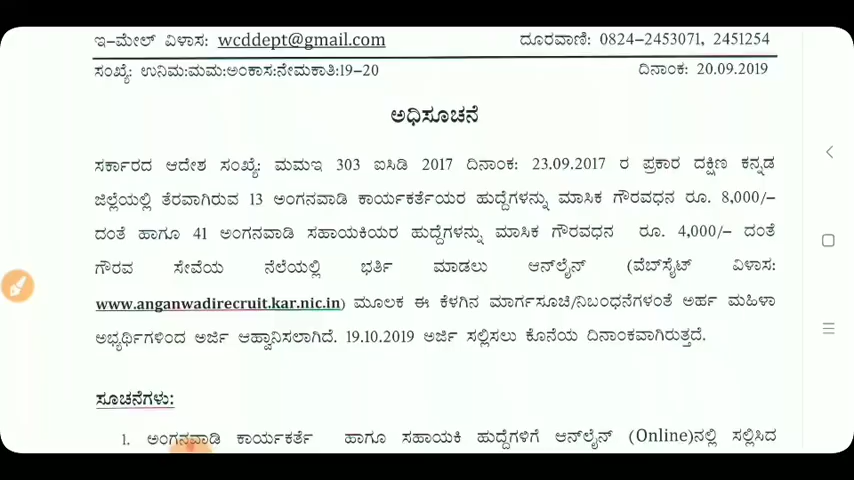 ಇ-ಮೇಲ್ ವಿಳಾಸ: wcddept@gmail.com ದೂರವಾಣಿ: 0824-2453071, 2451254
ಸಂಖ್ಯೆ: ಉನಿಮ:ಮಮ:ಅಂಕಾಸ:ನೇಮಕಾತಿ:19-20 ದಿನಾಂಕ: 20.09.2019
ಅಧಿಸೂಚನೆ
ಸರ್ಕಾರದ ಆದೇಶ ಸಂಖ್ಯೆ: ಮಮಇ 303 ಐಸಿಡಿ 2017 ದಿನಾಂಕ: 23.09.2017 ರ ಪ್ರಕಾರ ದಕ್ಷಿಣ ಕನ್ನಡ
ಜಿಲ್ಲೆಯಲ್ಲಿ ತೆರವಾಗಿರುವ 13 ಅಂಗನವಾಡಿ ಕಾರ್ಯಕರ್ತೆಯರ ಹುದ್ದೆಗಳನ್ನು ಮಾಸಿಕ ಗೌರವಧನ ರೂ. 8,000/-
ದಂತೆ ಹಾಗೂ 41 ಅಂಗನವಾಡಿ ಸಹಾಯಕಿಯರ ಹುದ್ದೆಗಳನ್ನು ಮಾಸಿಕ ಗೌರವಧನ ರೂ. 4,000/- ದಂತೆ
ಗೌರವ ಸೇವೆಯ ನೆಲೆಯಲ್ಲಿ ಭರ್ತಿ ಮಾಡಲು ಆನ್‌ಲೈನ್ (ವೆಬ್‌ಸೈಟ್ ವಿಳಾಸ:
www.anganwadirecruit.kar.nic.in) ಮೂಲಕ ಈ ಕೆಳಗಿನ ಮಾರ್ಗಸೂಚಿ/ನಿಬಂಧನೆಗಳಂತೆ ಅರ್ಹ ಮಹಿಳಾ
ಅಭ್ಯರ್ಥಿಗಳಿಂದ ಅರ್ಜಿ ಆಹ್ವಾನಿಸಲಾಗಿದೆ. 19.10.2019 ಅರ್ಜಿ ಸಲ್ಲಿಸಲು ಕೊನೆಯ ದಿನಾಂಕವಾಗಿರುತ್ತದೆ.
ಸೂಚನೆಗಳು:
1. ಅಂಗನವಾಡಿ ಕಾರ್ಯಕರ್ತೆ ಹಾಗೂ ಸಹಾಯಕಿ ಹುದ್ದೆಗಳಿಗೆ ಆನ್‌ಲೈನ್ (Online)ನಲ್ಲಿ ಸಲ್ಲಿಸಿದ